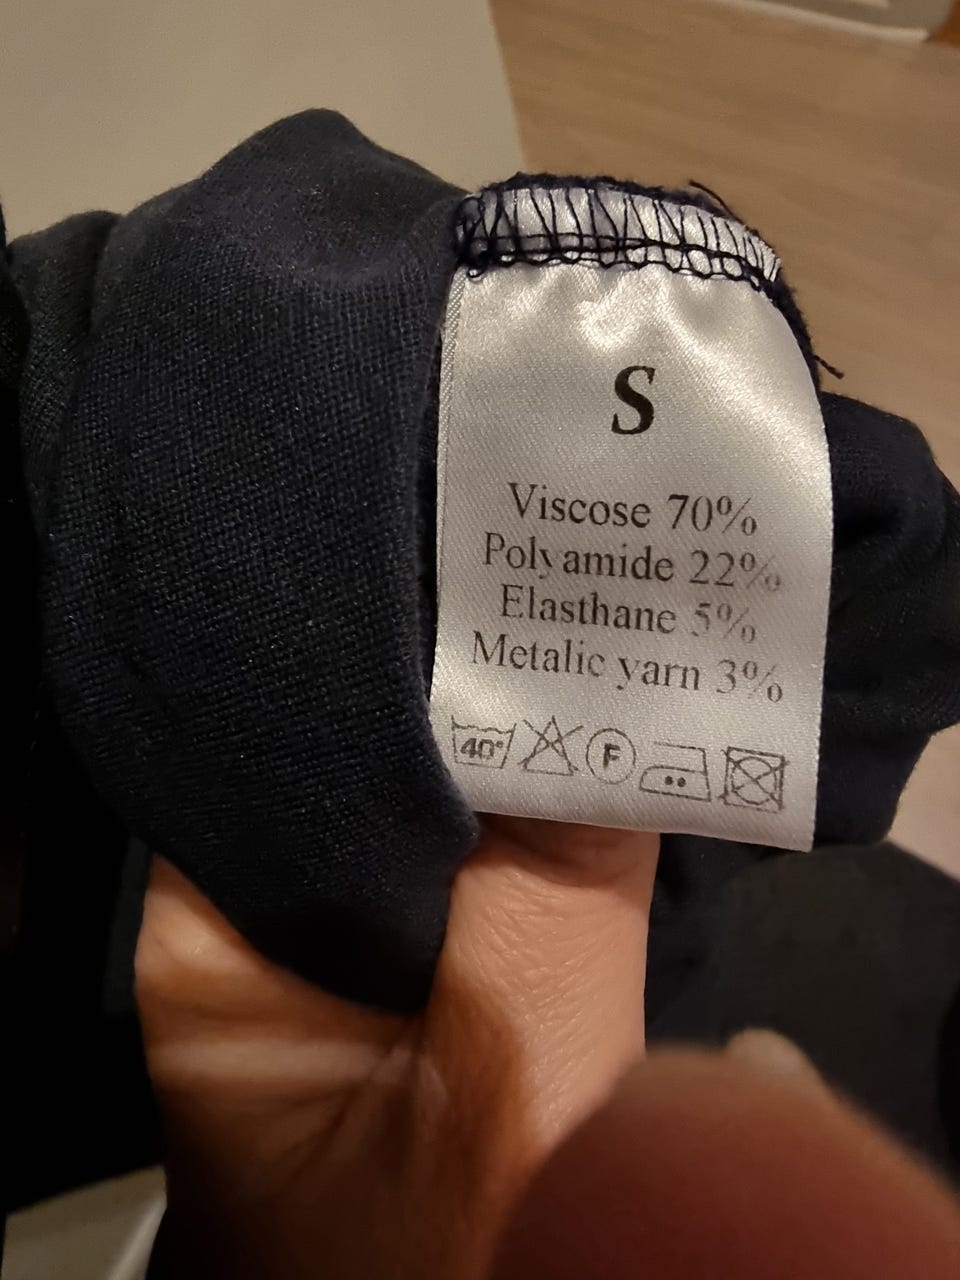 S
Viscose 70%
Polyamide 22%
Elasthane 5%
Metalic yarn 3%
40° F